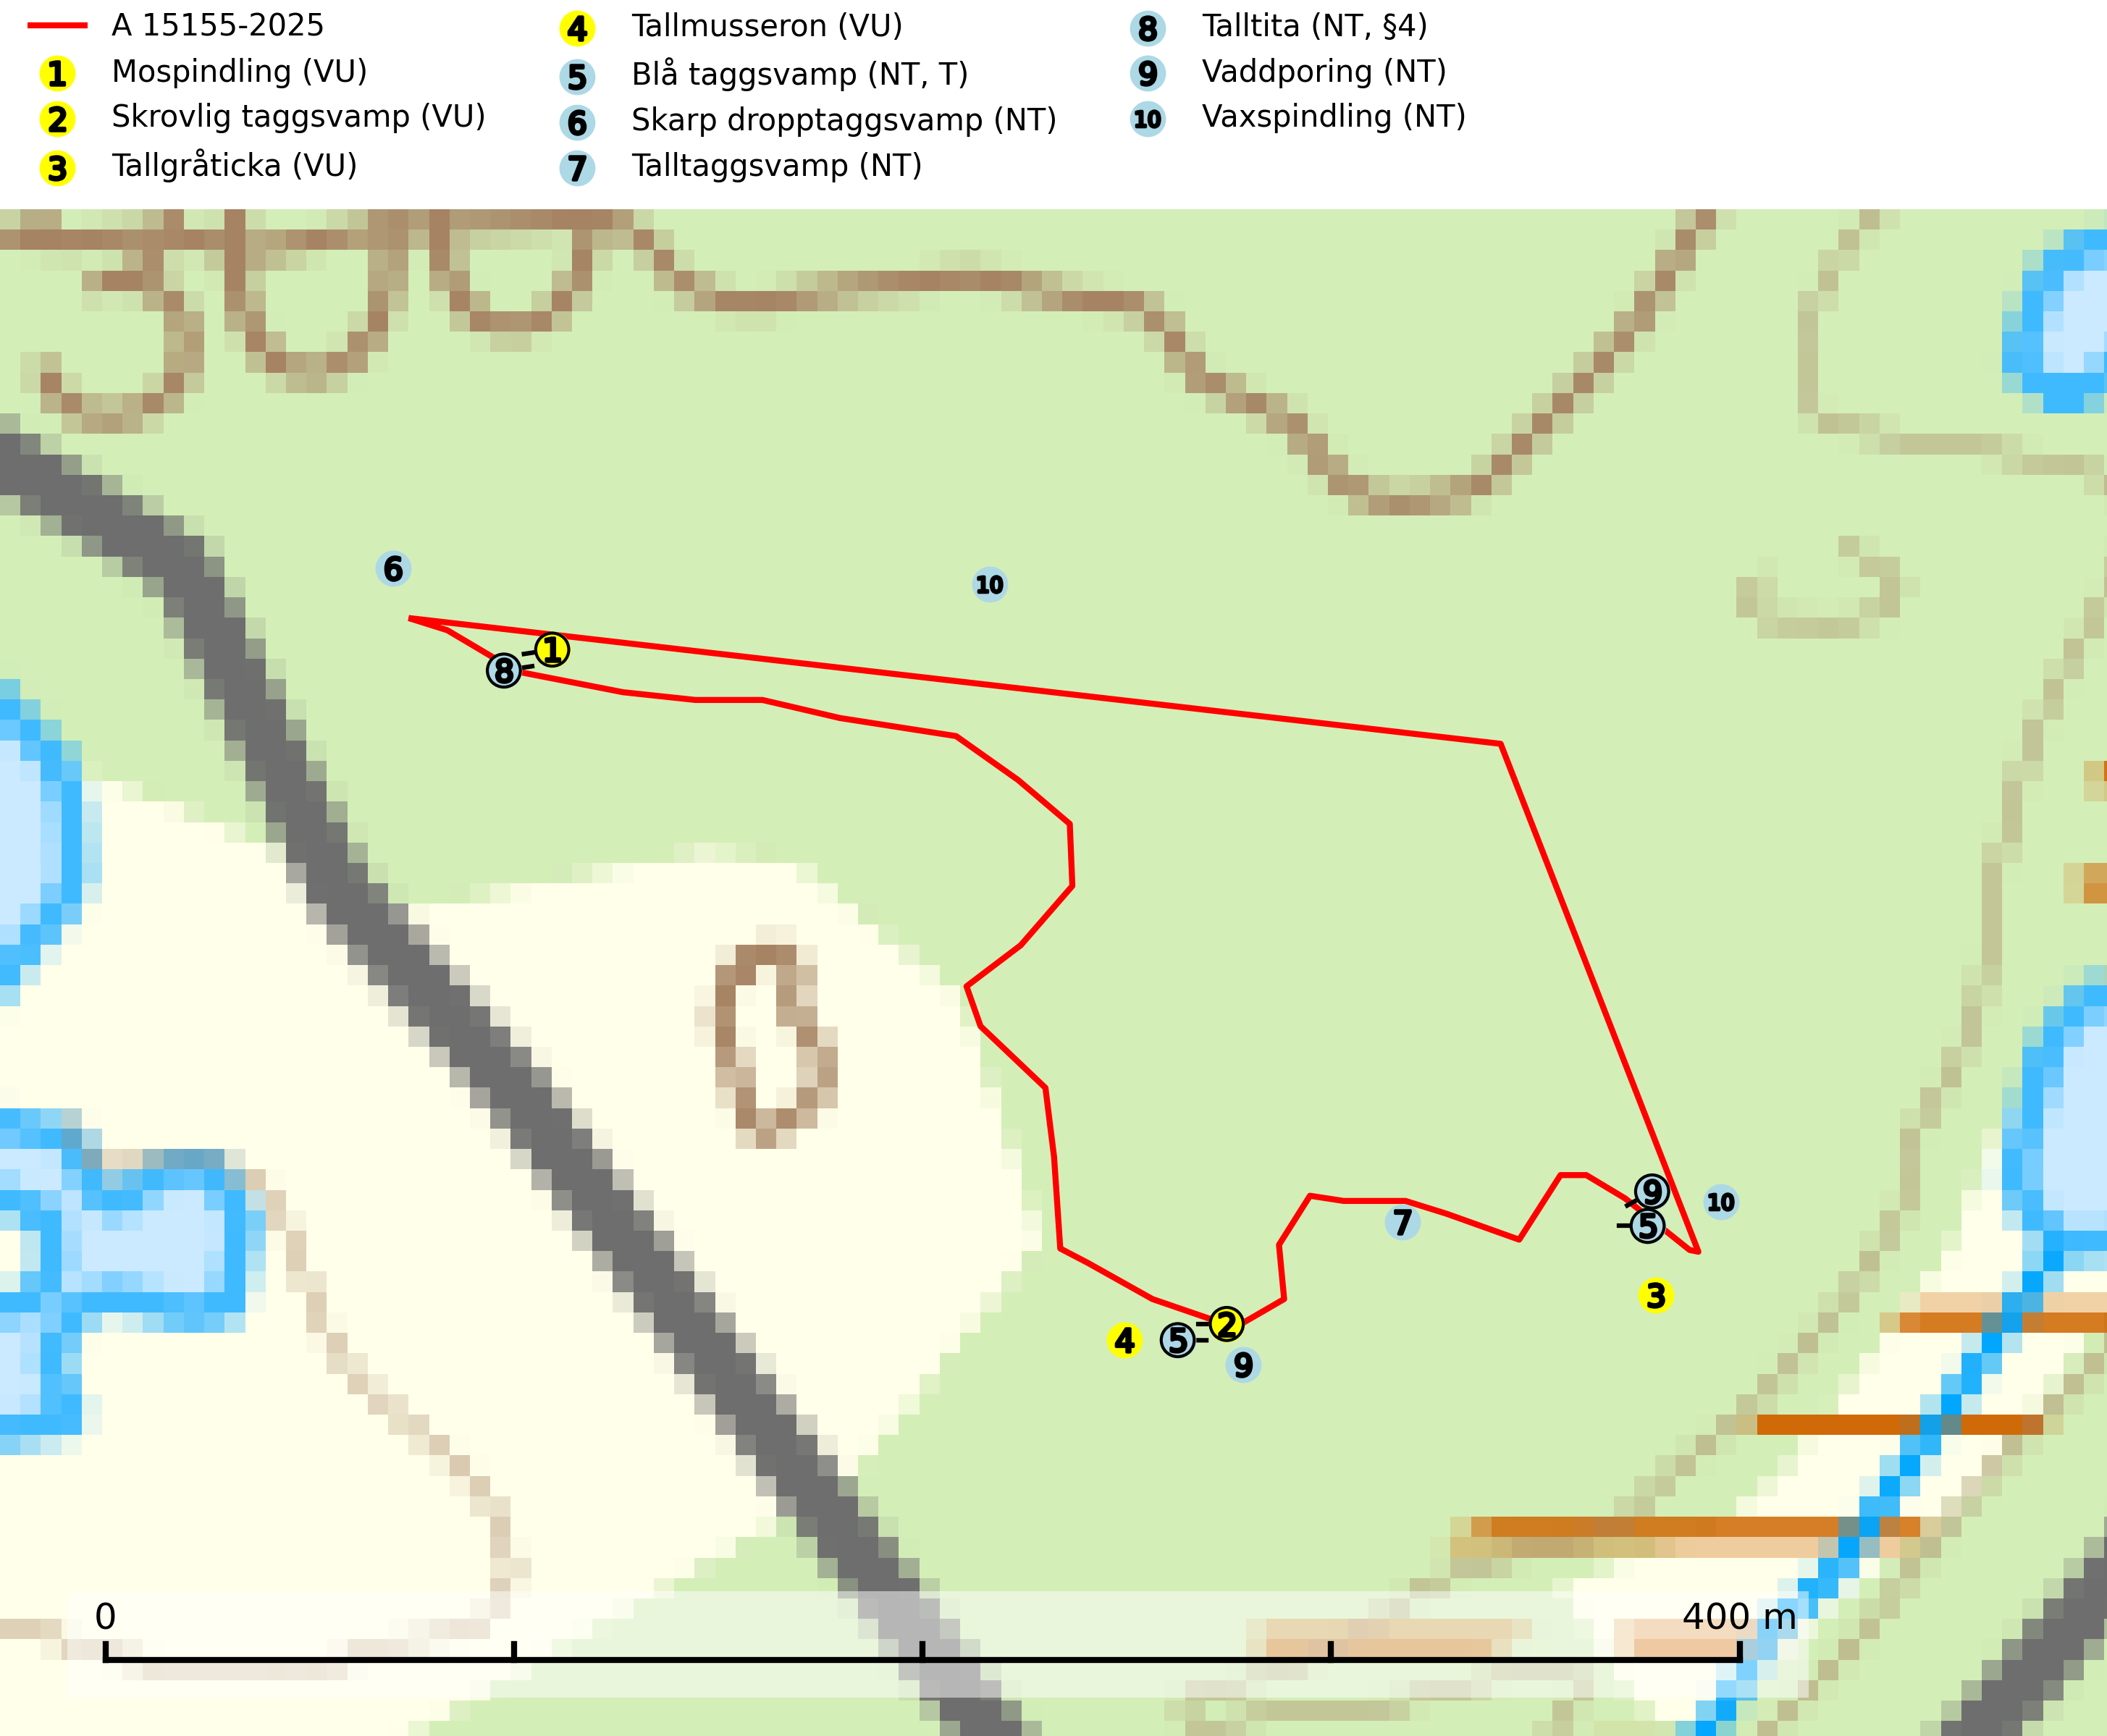 A 15155-2025
1 Mospindling (VU)
2 Skrovlig taggsvamp (VU)
3 Tallgråticka (VU)
4 Tallmusseron (VU)
5 Blå taggsvamp (NT, T)
6 Skarp dropptaggsvamp (NT)
7 Talltaggsvamp (NT)
8 Talltita (NT, §4)
9 Vaddporing (NT)
10 Vaxspindling (NT)
6
10
1
8
9
10
7
5
3
2
4
5
9
0
400 m